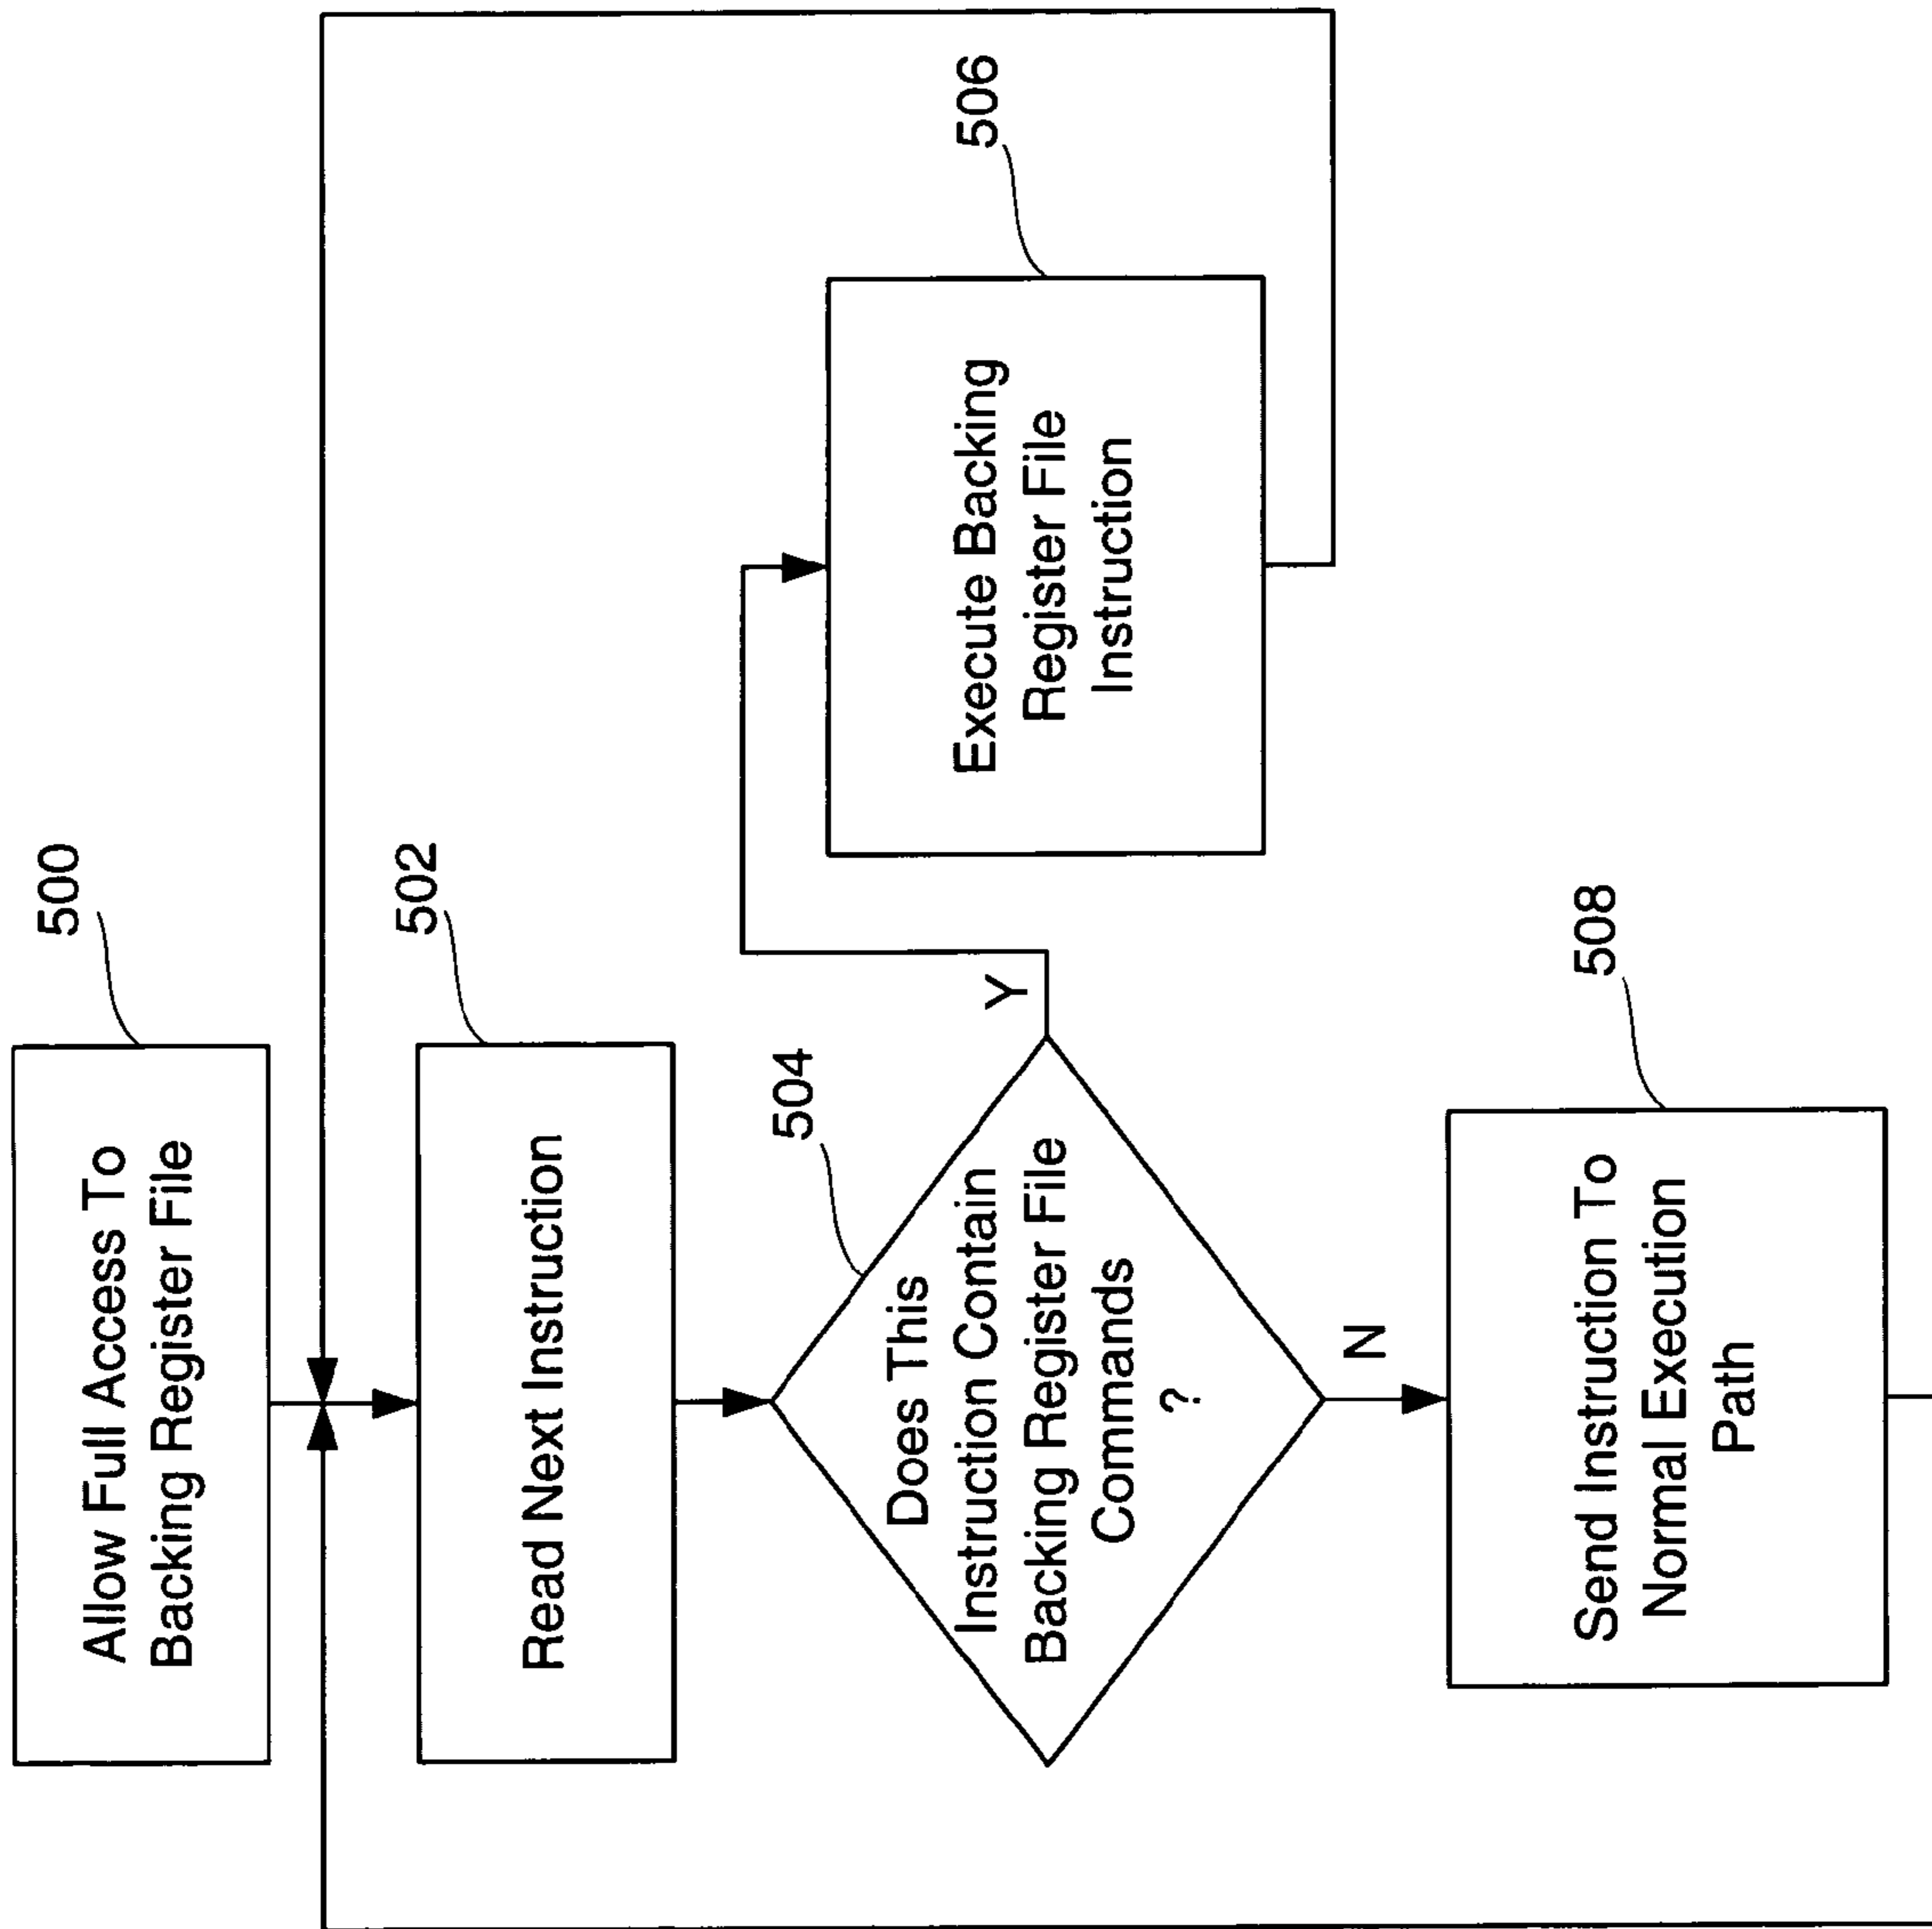 500
Allow Full Access To
Backing Register File
502
Read Next Instruction
504
Does This
Instruction Contain
Backing Register File
Commands
?
Y
506
Execute Backing
Register File
Instruction
N
508
Send Instruction To
Normal Execution
Path